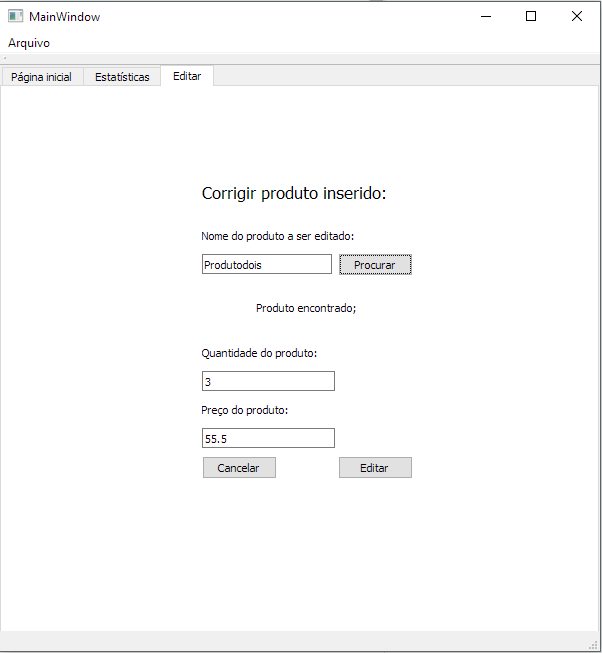 MainWindow
Arquivo
Página inicial Estatísticas Editar
Corrigir produto inserido:
Nome do produto a ser editado:
Produtodois Procurar
Produto encontrado;
Quantidade do produto:
3
Preço do produto:
55.5
Cancelar Editar